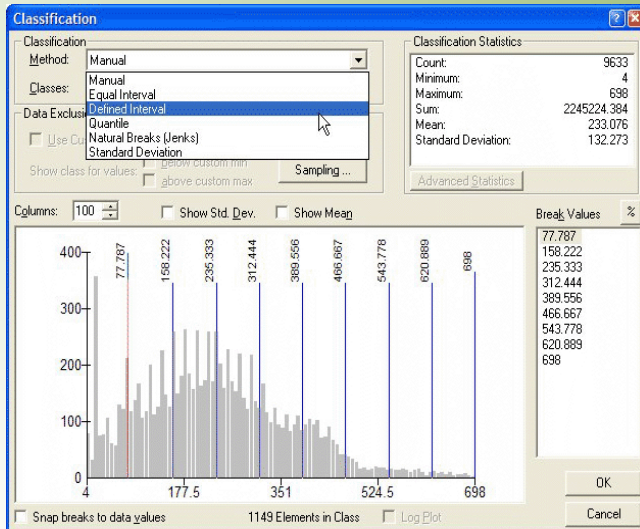 Classification
Classification
Method: Manual
Classes:
Manual
Equal Interval
Defined Interval
Quantile
Natural Breaks (Jenks)
Standard Deviation
Data Exclusi
Use Cu
Show class for values:
below custom min
above custom max
Sampling ...
Classification Statistics
Count: 9633
Minimum: 4
Maximum: 698
Sum: 2245224.384
Mean: 233.076
Standard Deviation: 132.273
Advanced Statistics
Columns: 100
Show Std. Dev.
Show Mean
Break Values
%
77.787
158.222
235.333
312.444
389.556
466.667
543.778
620.889
698
400
300
200
100
0
77.787
158.222
235.333
312.444
389.556
466.667
543.778
620.889
698
4
177.5
351
524.5
698
OK
Cancel
Snap breaks to data values
1149 Elements in Class
Log Plot